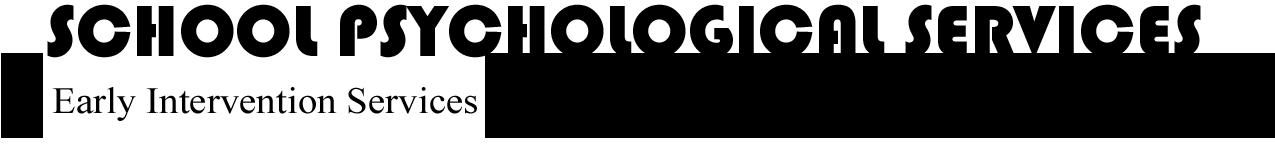 SCHOOL PSYCHOLOGICAL SERVICES
Early Intervention Services